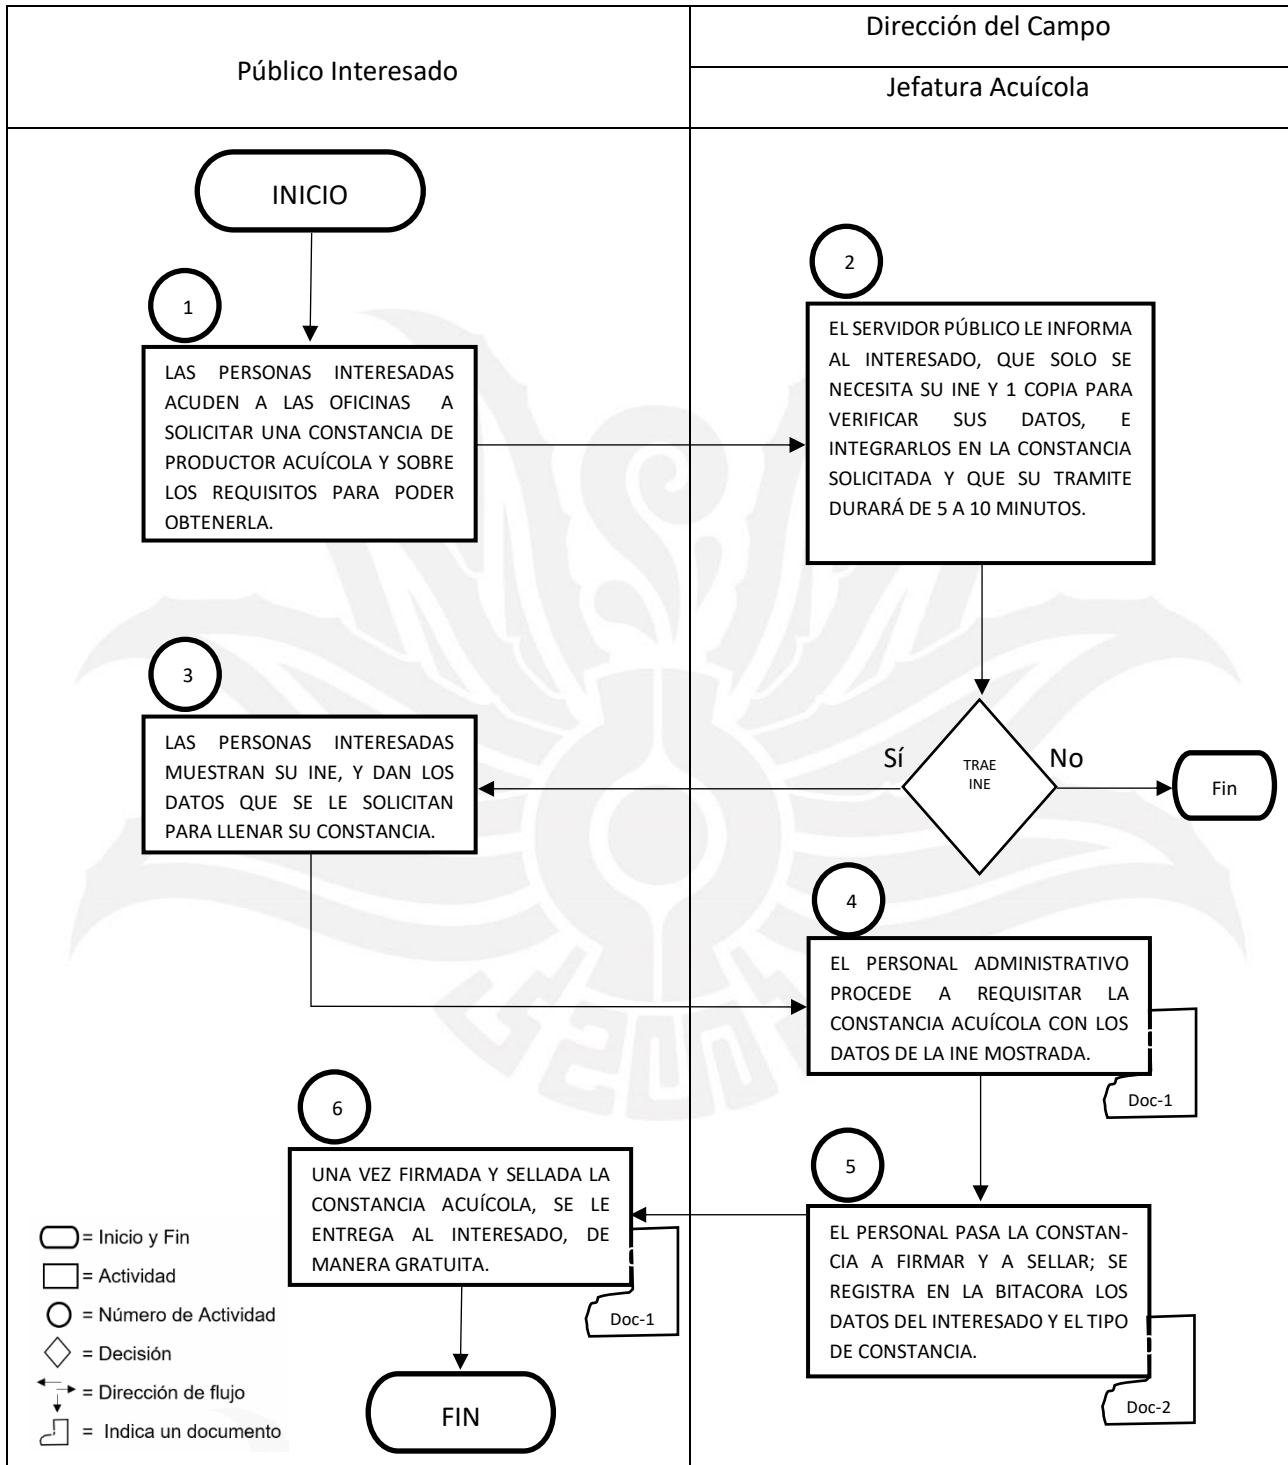 Público Interesado
Dirección del Campo
Jefatura Acuícola
INICIO
1
LAS PERSONAS INTERESADAS
ACUDEN A LAS OFICINAS A
SOLICITAR UNA CONSTANCIA DE
PRODUCTOR ACUÍCOLA Y SOBRE
LOS REQUISITOS PARA PODER
OBTENERLA.
2
EL SERVIDOR PÚBLICO LE INFORMA
AL INTERESADO, QUE SOLO SE
NECESITA SU INE Y 1 COPIA PARA
VERIFICAR SUS DATOS, E
INTEGRARLOS EN LA CONSTANCIA
SOLICITADA Y QUE SU TRAMITE
DURARÁ DE 5 A 10 MINUTOS.
TRAE
INE
Sí
No
Fin
3
LAS PERSONAS INTERESADAS
MUESTRAN SU INE, Y DAN LOS
DATOS QUE SE LE SOLICITAN
PARA LLENAR SU CONSTANCIA.
4
EL PERSONAL ADMINISTRATIVO
PROCEDE A REQUISITAR LA
CONSTANCIA ACUÍCOLA CON LOS
DATOS DE LA INE MOSTRADA.
Doc-1
5
EL PERSONAL PASA LA CONSTAN-
CIA A FIRMAR Y A SELLAR; SE
REGISTRA EN LA BITACORA LOS
DATOS DEL INTERESADO Y EL TIPO
DE CONSTANCIA.
Doc-2
6
UNA VEZ FIRMADA Y SELLADA LA
CONSTANCIA ACUÍCOLA, SE LE
ENTREGA AL INTERESADO, DE
MANERA GRATUITA.
Doc-1
FIN
= Inicio y Fin
= Actividad
= Número de Actividad
= Decisión
= Dirección de flujo
= Indica un documento